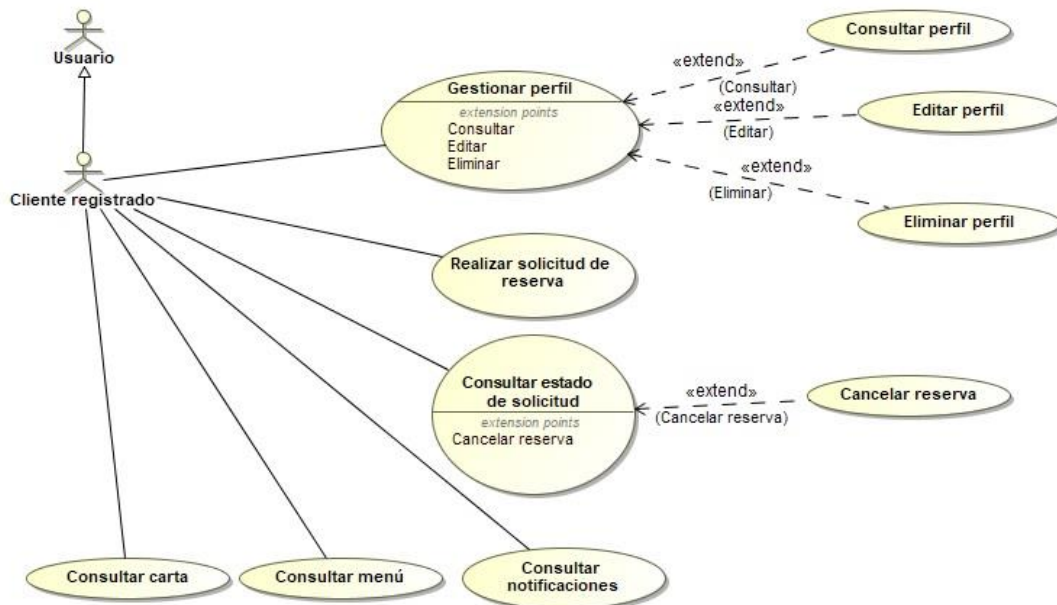 Usuario
Cliente registrado
Gestionar perfil
extension points
Consultar
Editar
Eliminar
«extend»
(Consultar)
Consultar perfil
«extend»
(Editar)
Editar perfil
«extend»
(Eliminar)
Eliminar perfil
Realizar solicitud de
reserva
Consultar estado
de solicitud
extension points
Cancelar reserva
«extend»
(Cancelar reserva)
Cancelar reserva
Consultar carta
Consultar menú
Consultar
notificaciones